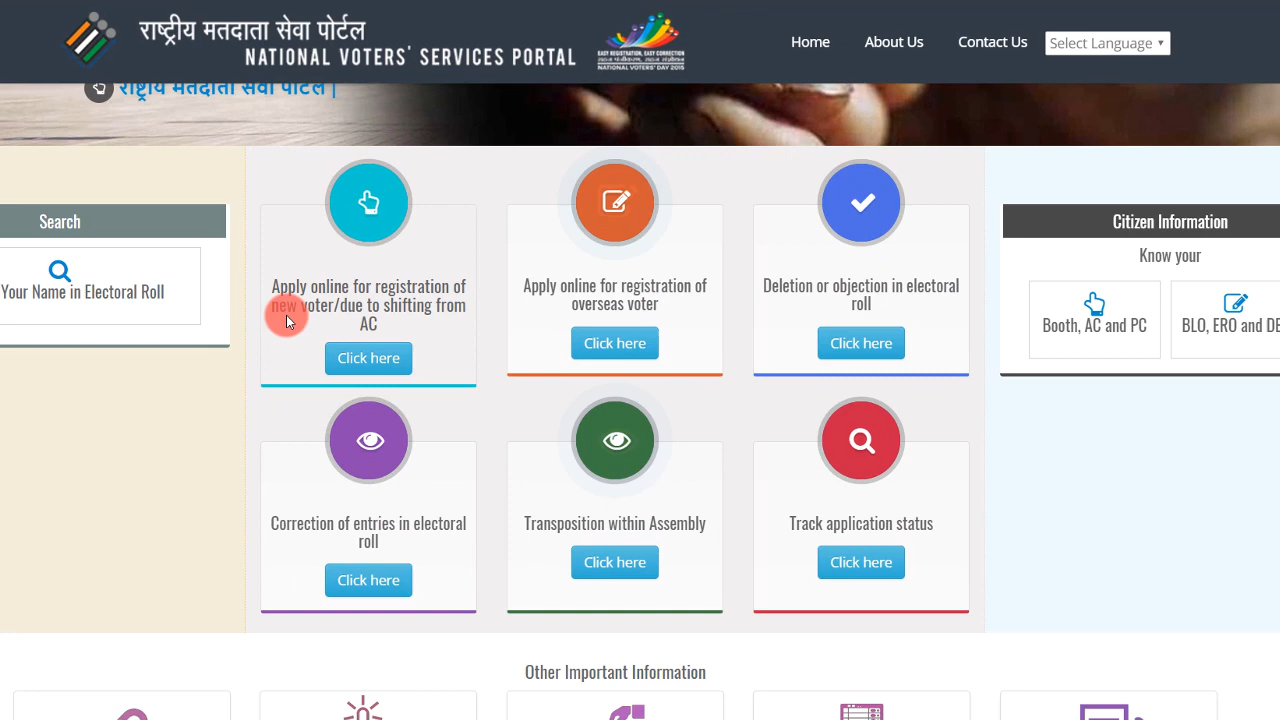 राष्ट्रीय मतदाता सेवा पोर्टल
NATIONAL VOTERS' SERVICES PORTAL
EASY REGISTRATION, EASY CORRECTION
NATIONAL VOTERS' DAY 2015
Home
About Us
Contact Us
Select Language
राष्ट्रीय मतदाता सेवा पोर्टल |
Search
Your Name in Electoral Roll
Apply online for registration of
new voter/due to shifting from
AC
Click here
Apply online for registration of
overseas voter
Click here
Deletion or objection in electoral
roll
Click here
Citizen Information
Know your
Booth, AC and PC
BLO, ERO and
Correction of entries in electoral
roll
Click here
Transposition within Assembly
Click here
Track application status
Click here
Other Important Information